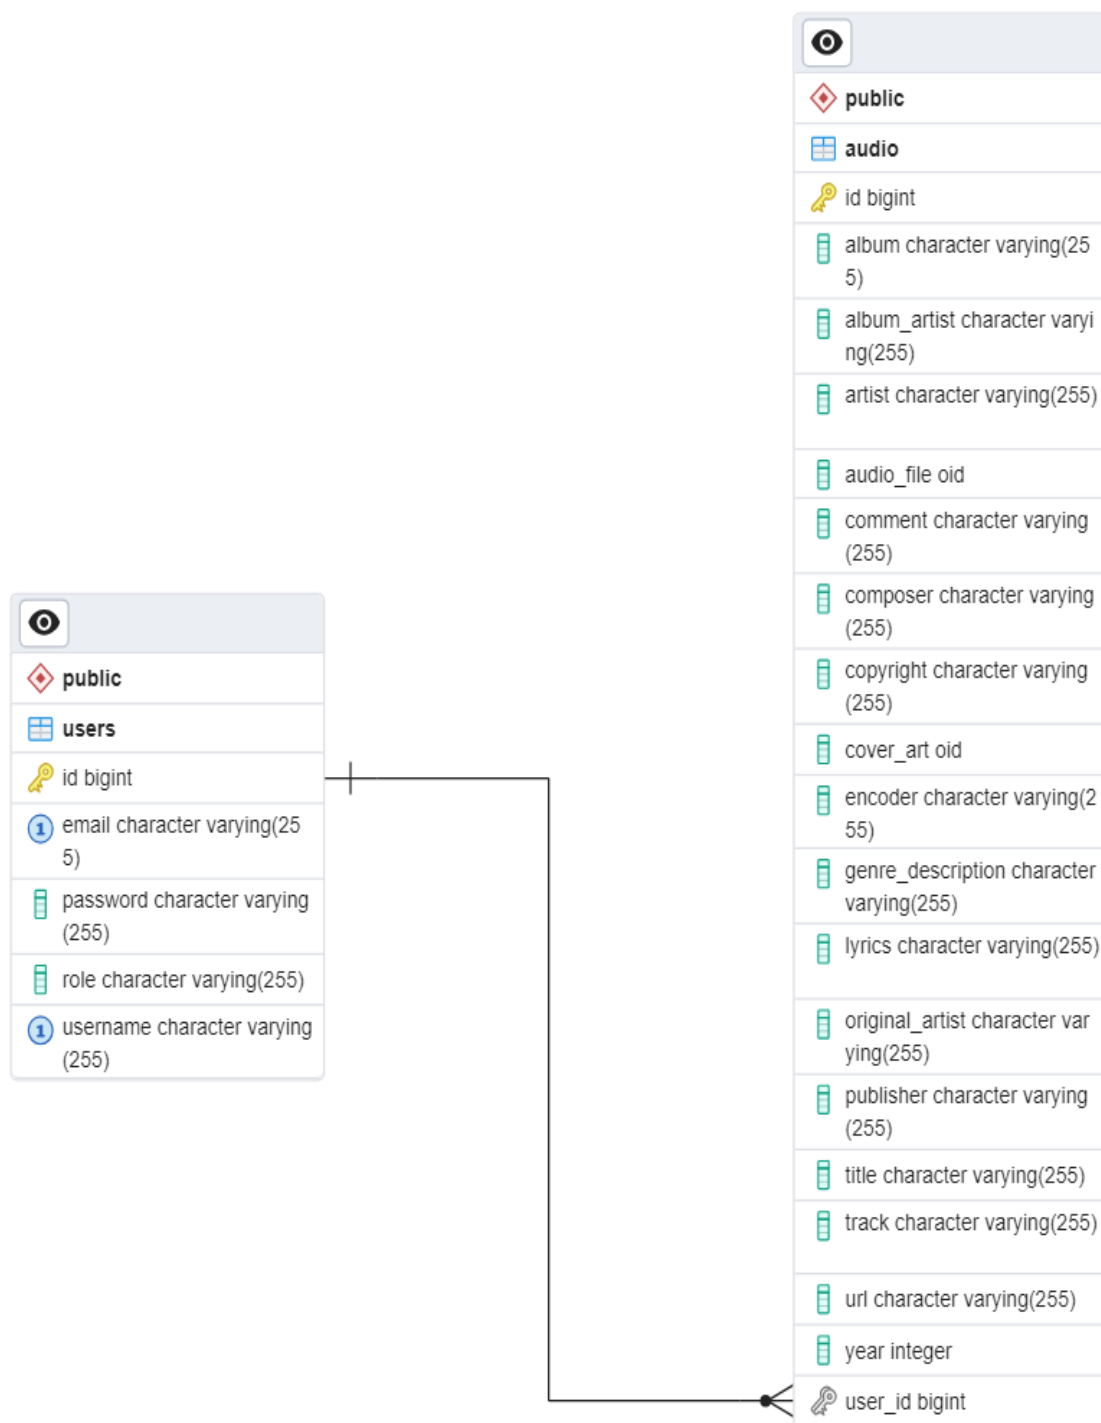 public
users
id bigint
email character varying(25
5)
password character varying
(255)
role character varying(255)
username character varying
(255)
public
audio
id bigint
album character varying(25
5)
album_artist character varyi
ng(255)
artist character varying(255)
audio_file oid
comment character varying
(255)
composer character varying
(255)
copyright character varying
(255)
cover_art oid
encoder character varying(2
55)
genre_description character
varying(255)
lyrics character varying(255)
original_artist character var
ying(255)
publisher character varying
(255)
title character varying(255)
track character varying(255)
url character varying(255)
year integer
user_id bigint